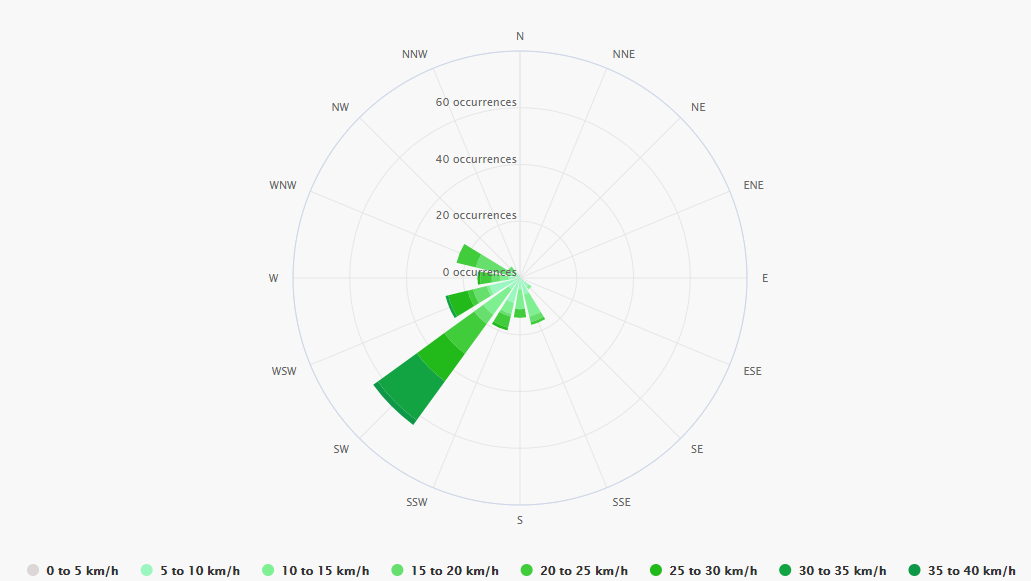 N
NNW
NNE
60 occurrences
NW
NE
40 occurrences
WNW
ENE
20 occurrences
0 occurrences
W
E
WSW
ESE
SW
SE
SSW
SSE
S
0 to 5 km/h
5 to 10 km/h
10 to 15 km/h
15 to 20 km/h
20 to 25 km/h
25 to 30 km/h
30 to 35 km/h
35 to 40 km/h